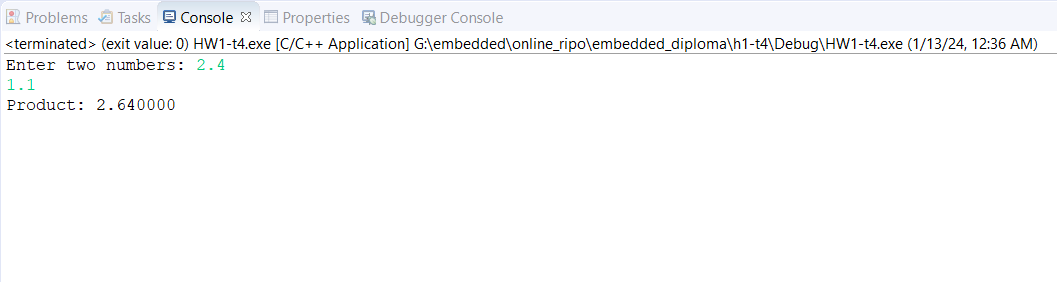 Problems Tasks Console Properties Debugger Console
<terminated> (exit value: 0) HW1-t4.exe [C/C++ Application] G:\embedded\online_ripo\embedded_diploma\h1-t4\Debug\HW1-t4.exe (1/13/24, 12:36 AM)
Enter two numbers: 2.4
1.1
Product: 2.640000